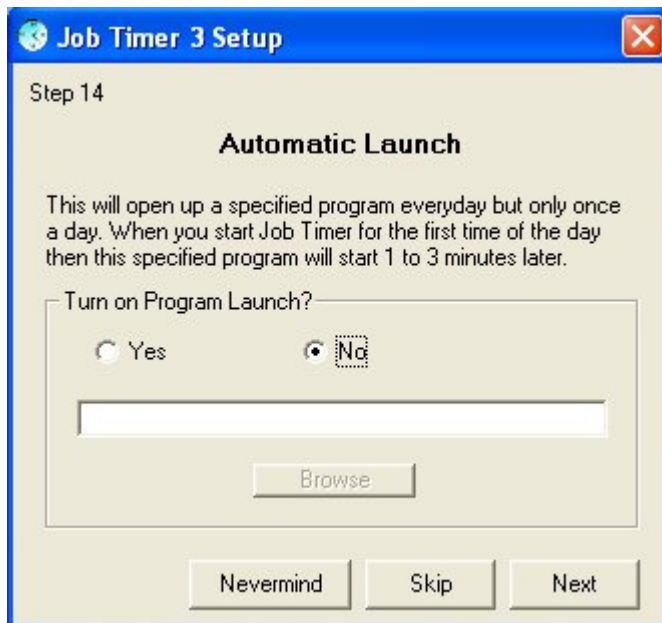 Job Timer 3 Setup
Step 14
Automatic Launch
This will open up a specified program everyday but only once
a day. When you start Job Timer for the first time of the day
then this specified program will start 1 to 3 minutes later.
Turn on Program Launch?
Yes No
Browse
Nevermind Skip Next